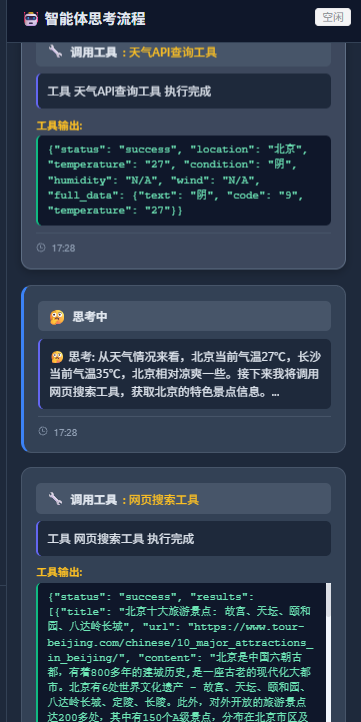 智能体思考流程
空闲
调用工具 : 天气API查询工具
工具 天气API查询工具 执行完成
工具输出:
{"status": "success", "location": "北京",
"temperature": "27", "condition": "阴",
"humidity": "N/A", "wind": "N/A",
"full_data": {"text": "阴", "code": "9",
"temperature": "27"}}
17:28
思考中
思考: 从天气情况来看，北京当前气温27℃，长沙
当前气温35℃，北京相对凉爽一些。接下来我将调用
网页搜索工具，获取北京的特色景点信息。...
17:28
调用工具 : 网页搜索工具
工具 网页搜索工具 执行完成
工具输出:
{"status": "success", "results":
[{"title": "北京十大旅游景点: 故宫、天坛、颐和
园、八达岭长城", "url": "https://www.tour-
beijing.com/chinese/10_major_attractions_
in_beijing/", "content": "北京是中国六朝古
都，有着800多年的建城历史,是一座古老的现代化大都
市。北京有6处世界文化遗产 - 故宫、天坛、颐和园、
八达岭长城、定陵、长陵。此外，对外开放的旅游景点
达200多处，其中有150个A级景点，分布在北京市区及